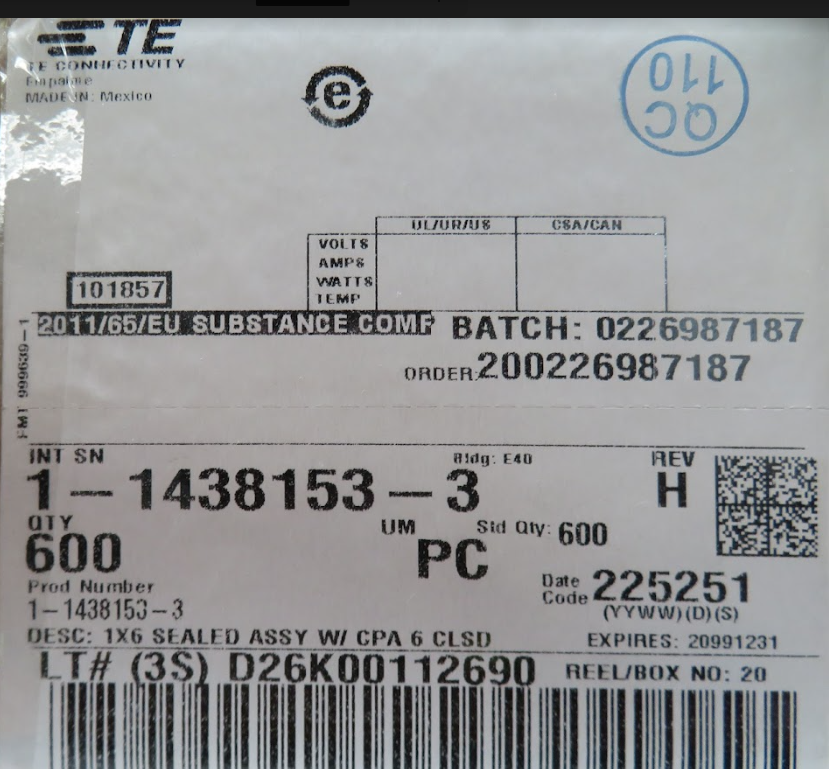 TE
TE CONNECTIVITY
Empalme
MADE IN: Mexico
e
QC
110
UL/UR/US CSA/CAN
VOLTS
AMPS
WATTS
TEMP
101857
2011/65/EU SUBSTANCE COMP
BATCH: 0226987187
ORDER:200226987187
FMT 999639-1
INT SN
Bldg: E40
REV
1-1438153-3
H
QTY
UM
Std Qty: 600
600
PC
Prod Number
1-1438153-3
Date Code 225251
(YYWW)(D)(S)
DESC: 1X6 SEALED ASSY W/ CPA 6 CLSD
EXPIRES: 20991231
LT# (3S) D26K00112690
REEL/BOX NO: 20